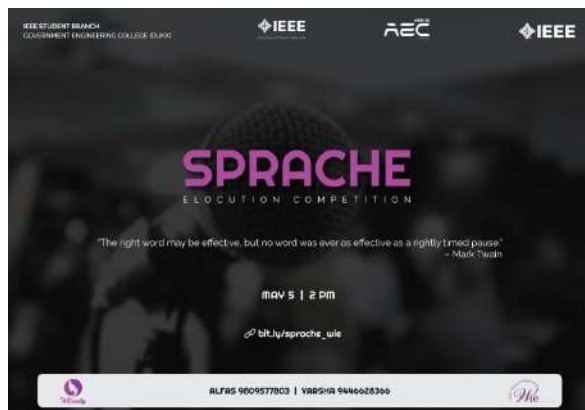 IEEE STUDENT BRANCH
GOVERNMENT ENGINEERING COLLEGE IDUKKI
IEEE
AEC
IEEE
SPRACHE
ELOCUTION COMPETITION
"The right word may be effective, but no word was ever as effective as a rightly timed pause."
– Mark Twain
MAY 5 | 2 PM
bit.ly/sprache_wie
ALFAS 9809577803 | VARSHA 9446628366
Wie